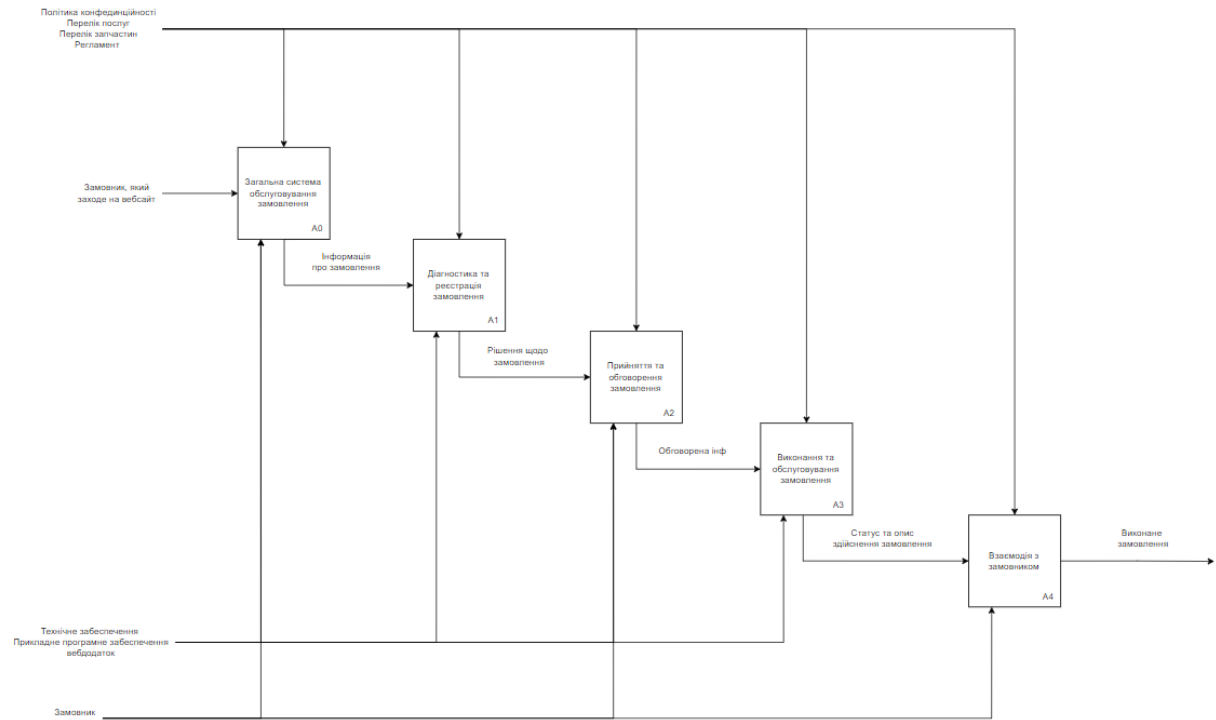 Політика конфединційності
Перелік послуг
Перелік запчастин
Регламент
Замовник, який
заходе на вебсайт
Загальна система
обслуговування
замовлення
A0
Інформація
про замовлення
Діагностика та
реєстрація
замовлення
A1
Рішення щодо
замовлення
Прийняття та
обговорення
замовлення
A2
Обговорена інф
Виконання та
обслуговування
замовлення
A3
Статус та опис
здійснення замовлення
Взаємодія з
замовником
A4
Виконане
замовлення
Технічне забеспечення
Прикладне програмне забеспечення
вебдодаток
Замовник